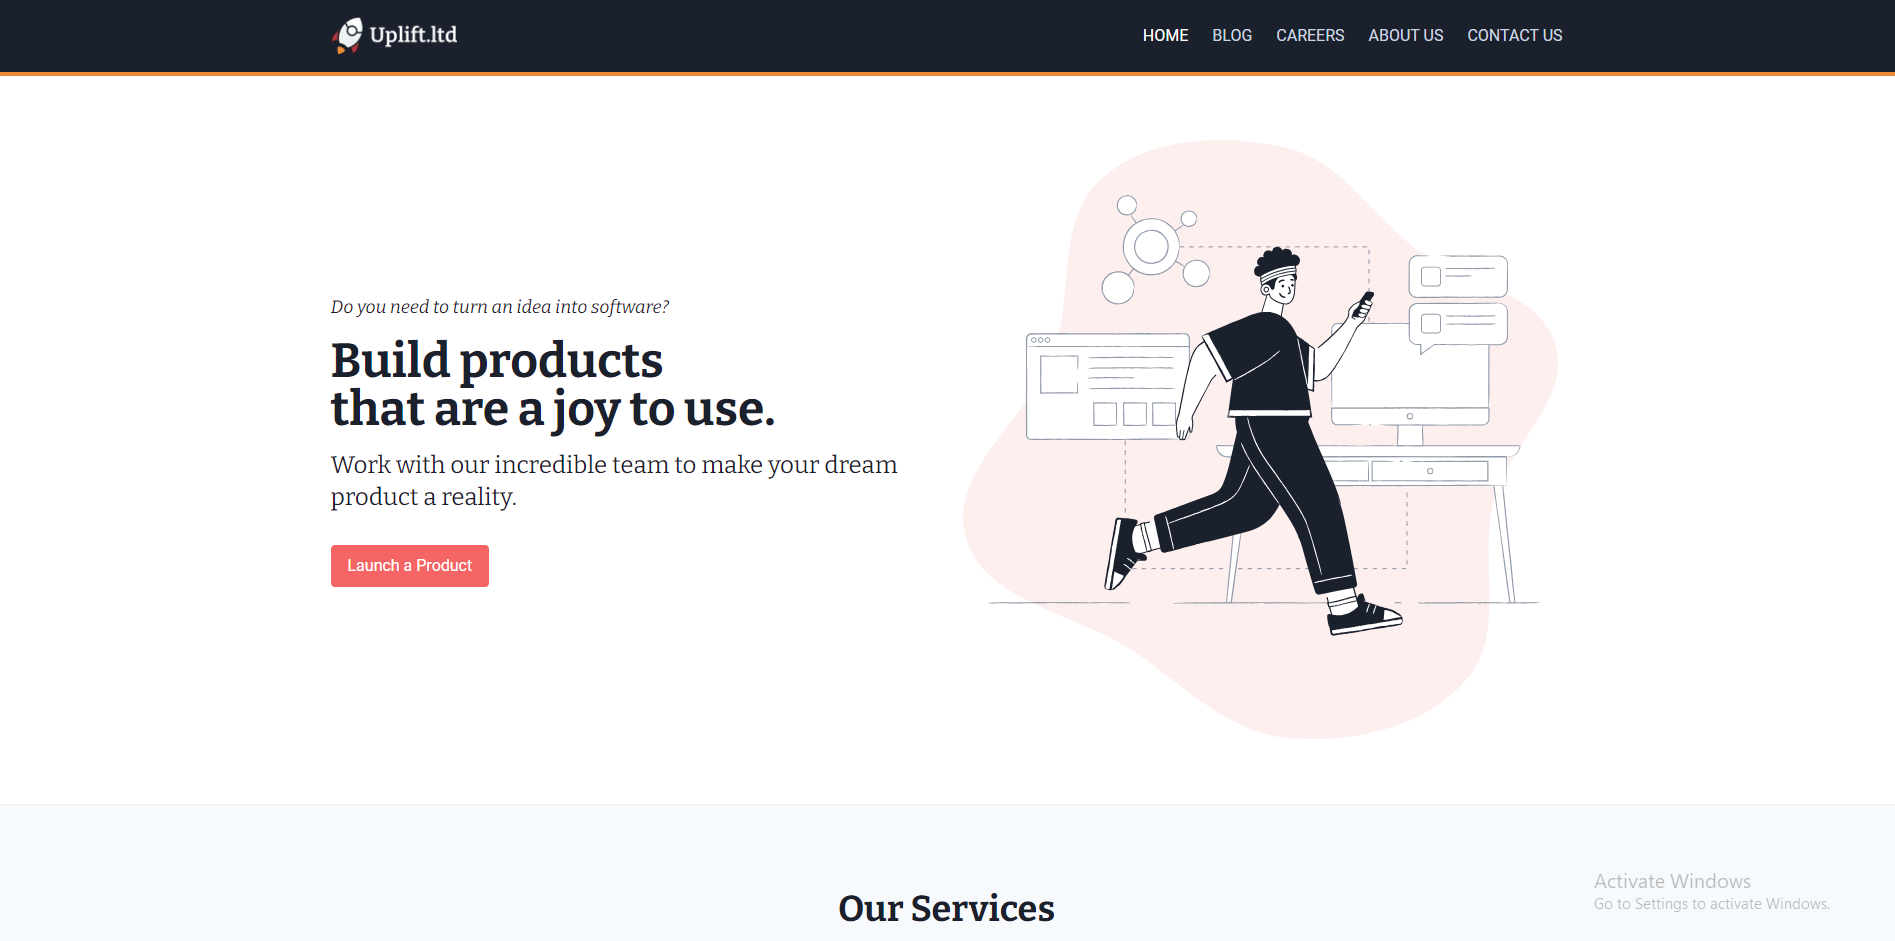 Uplift.ltd
HOME BLOG CAREERS ABOUT US CONTACT US
Do you need to turn an idea into software?
Build products
that are a joy to use.
Work with our incredible team to make your dream
product a reality.
Launch a Product
Our Services
Activate Windows
Go to Settings to activate Windows.